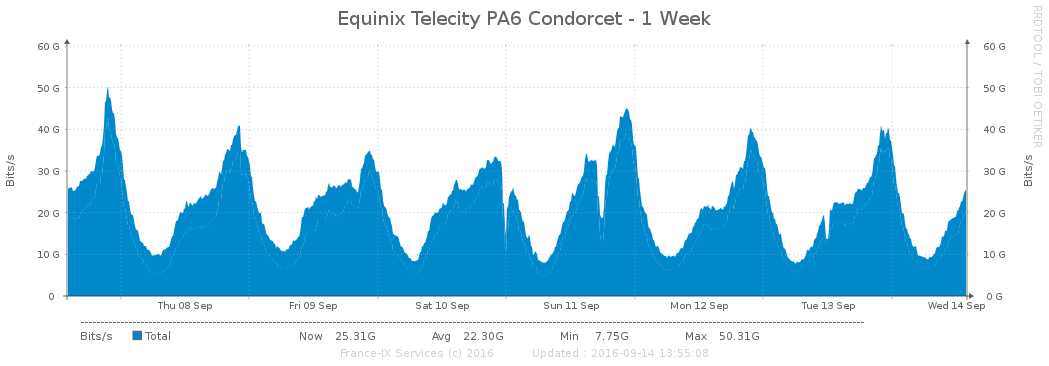 Equinix Telecity PA6 Condorcet - 1 Week
RRDTOOL / TOBI OETIKER
60 G 60 G
50 G 50 G
40 G 40 G
30 G 30 G
20 G 20 G
10 G 10 G
0 0 G
Bits/s
Bits/s
Thu 08 Sep Fri 09 Sep Sat 10 Sep Sun 11 Sep Mon 12 Sep Tue 13 Sep Wed 14 Sep
Bits/s Total Now 25.31G Avg 22.30G Min 7.75G Max 50.31G
France-IX Services (c) 2016 Updated : 2016-09-14 13:55:08